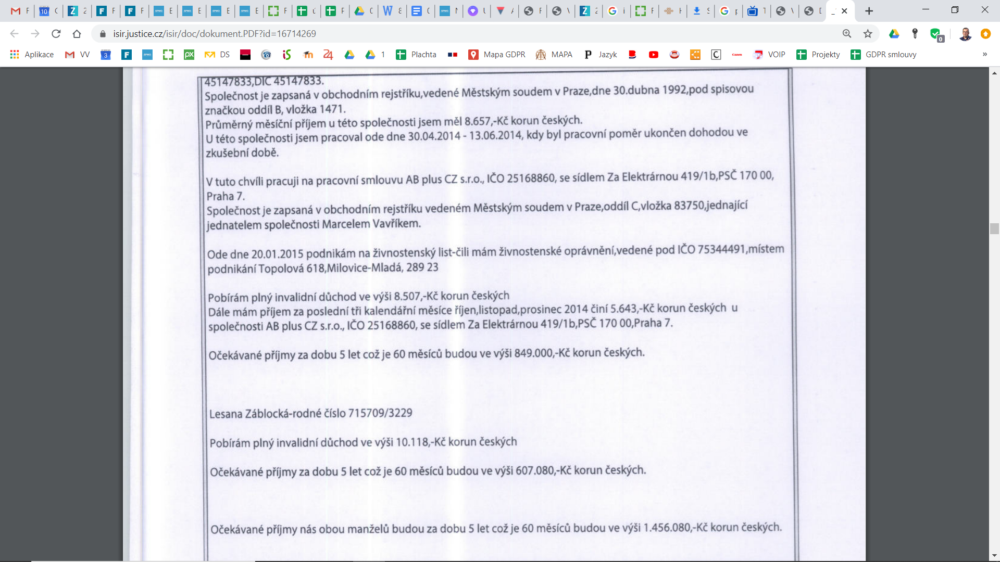 isir.justice.cz/isir/doc/dokument.PDF?id=16714269
Aplikace VV DS 1 Plachta Mapa GDPR MAPA Jazyk VOIP Projekty GDPR smlouvy »
45147833,DIC 45147833.
Společnost je zapsaná v obchodním rejstříku,vedené Městským soudem v Praze,dne 30.dubna 1992,pod spisovou
značkou oddíl B, vložka 1471.
Průměrný měsíční příjem u této společnosti jsem měl 8.657,-Kč korun českých.
U této společnosti jsem pracoval ode dne 30.04.2014 - 13.06.2014, kdy byl pracovní poměr ukončen dohodou ve
zkušební době.
V tuto chvíli pracuji na pracovní smlouvu AB plus CZ s.r.o., IČO 25168860, se sídlem Za Elektrárnou 419/1b,PSČ 170 00,
Praha 7.
Společnost je zapsaná v obchodním rejstříku vedeném Městským soudem v Praze,oddíl C,vložka 83750,jednající
jednatelem společnosti Marcelem Vavříkem.
Ode dne 20.01.2015 podnikám na živnostenský list-čili mám živnostenské oprávnění,vedené pod IČO 75344491,místem
podnikání Topolová 618,Milovice-Mladá, 289 23
Pobírám plný invalidní důchod ve výši 8.507,-Kč korun českých
Dále mám příjem za poslední tři kalendářní měsíce říjen,listopad,prosinec 2014 činí 5.643,-Kč korun českých u
společnosti AB plus CZ s.r.o., IČO 25168860, se sídlem Za Elektrárnou 419/1b,PSČ 170 00,Praha 7.
Očekávané příjmy za dobu 5 let což je 60 měsíců budou ve výši 849.000,-Kč korun českých.
Lesana Záblocká-rodné číslo 715709/3229
Pobírám plný invalidní důchod ve výši 10.118,-Kč korun českých
Očekávané příjmy za dobu 5 let což je 60 měsíců budou ve výši 607.080,-Kč korun českých.
Očekávané příjmy nás obou manželů budou za dobu 5 let což je 60 měsíců budou ve výši 1.456.080,-Kč korun českých.